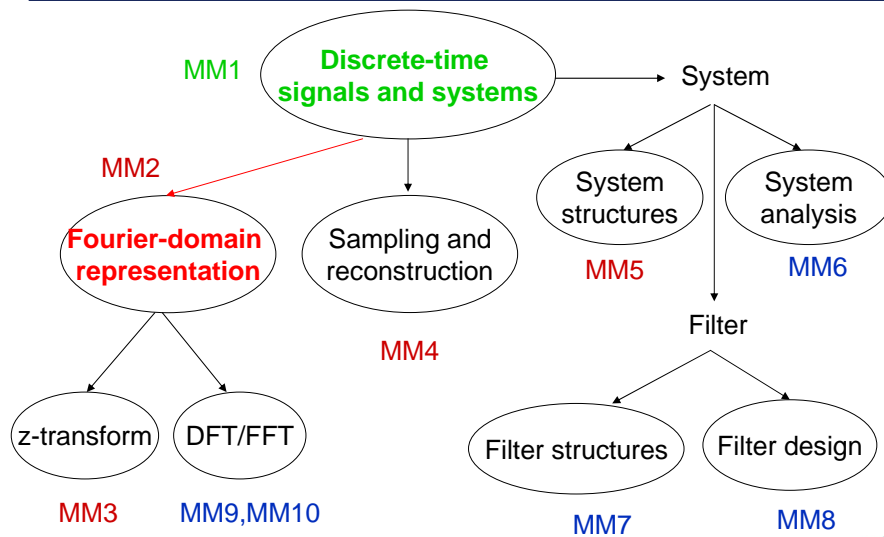 MM1
Discrete-time
signals and systems
System
MM2
Fourier-domain
representation
Sampling and
reconstruction
System
structures
System
analysis
MM5
MM6
MM4
Filter
z-transform
DFT/FFT
Filter structures
Filter design
MM3
MM9,MM10
MM7
MM8